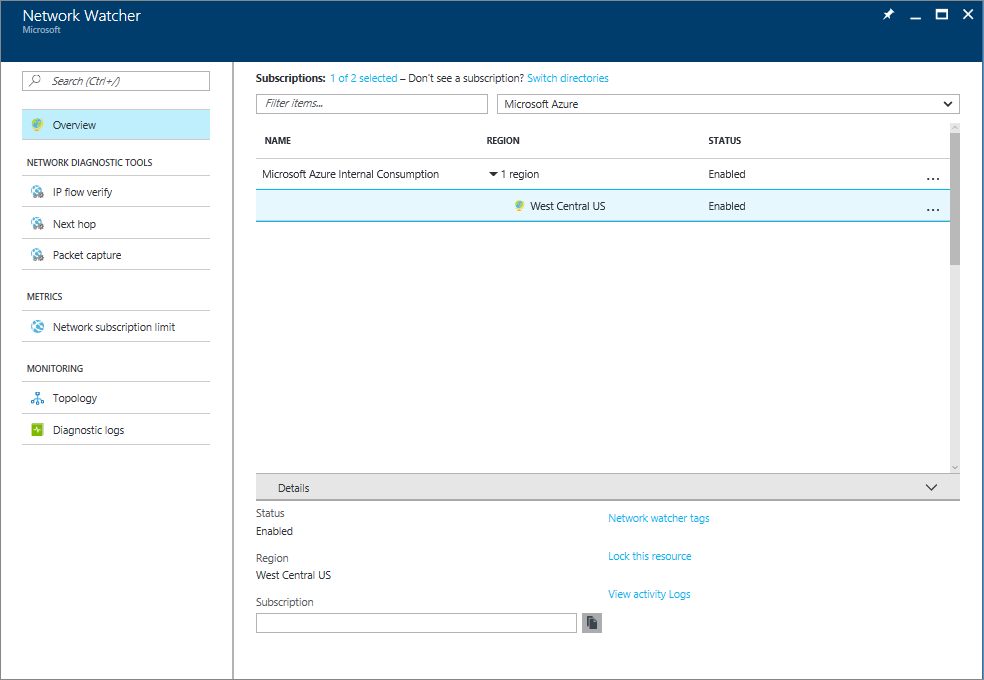 Network Watcher
Microsoft
Search (Ctrl+/)
Overview
NETWORK DIAGNOSTIC TOOLS
IP flow verify
Next hop
Packet capture
METRICS
Network subscription limit
MONITORING
Topology
Diagnostic logs
Subscriptions: 1 of 2 selected – Don't see a subscription? Switch directories
Filter items...
Microsoft Azure
NAME REGION STATUS
Microsoft Azure Internal Consumption 1 region Enabled ...
West Central US Enabled ...
Details
Status
Enabled
Region
West Central US
Subscription
Network watcher tags
Lock this resource
View activity Logs